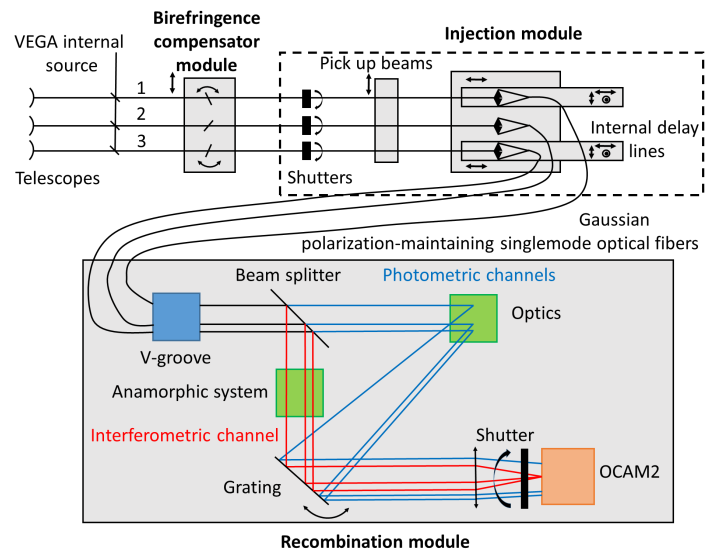 Birefringence
compensator
module
VEGA internal
source
Injection module
Pick up beams
1
2
3
Telescopes
Shutters
Internal delay
lines
Gaussian
polarization-maintaining singlemode optical fibers
Beam splitter
Photometric channels
Optics
V-groove
Anamorphic system
Interferometric channel
Shutter
OCAM2
Grating
Recombination module